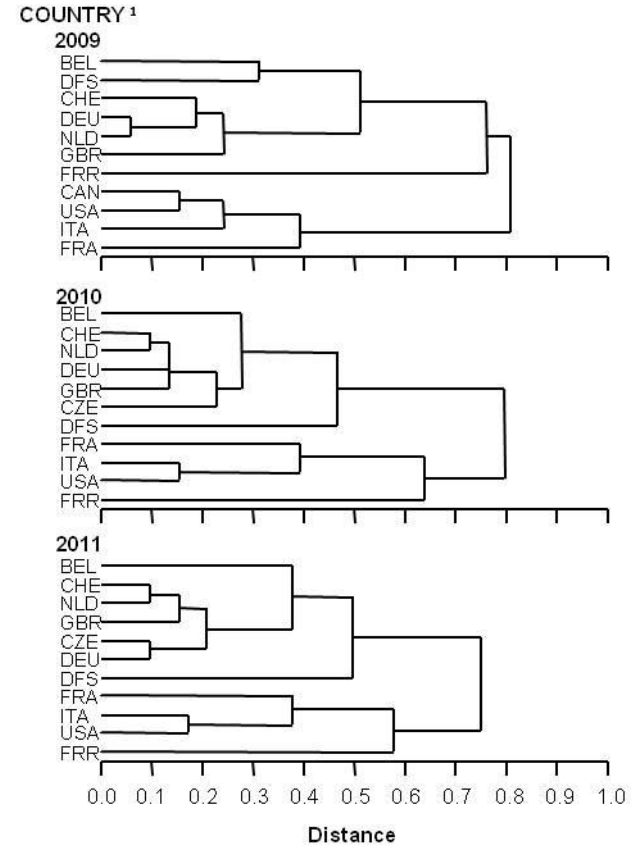 COUNTRY ¹
2009
BEL
DFS
CHE
DEU
NLD
GBR
FRR
CAN
USA
ITA
FRA
2010
BEL
CHE
NLD
DEU
GBR
CZE
DFS
FRA
ITA
USA
FRR
2011
BEL
CHE
NLD
GBR
CZE
DEU
DFS
FRA
ITA
USA
FRR
0.0 0.1 0.2 0.3 0.4 0.5 0.6 0.7 0.8 0.9 1.0
Distance